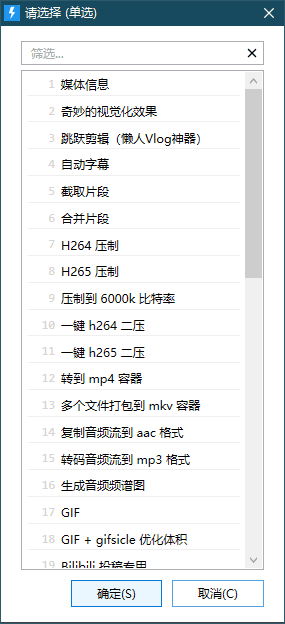 请选择 (单选)
筛选...
1 媒体信息
2 奇妙的视觉化效果
3 跳跃剪辑（懒人Vlog神器）
4 自动字幕
5 截取片段
6 合并片段
7 H264 压制
8 H265 压制
9 压制到 6000k 比特率
10 一键 h264 二压
11 一键 h265 二压
12 转到 mp4 容器
13 多个文件打包到 mkv 容器
14 复制音频流到 aac 格式
15 转码音频流到 mp3 格式
16 生成音频频谱图
17 GIF
18 GIF + gifsicle 优化体积
19 Bilibili 投稿专用
确定(S) 取消(C)